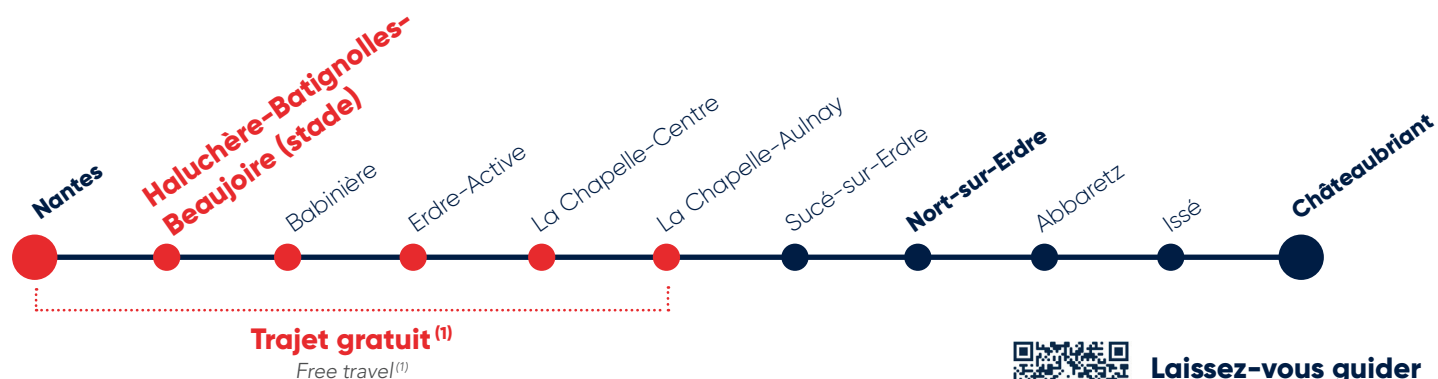 Nantes
Haluchère-Batignolles-
Beaujoire (stade)
Babinière
Erdre-Active
La Chapelle-Centre
La Chapelle-Aulnay
Sucé-sur-Erdre
Nort-sur-Erdre
Abbaretz
Issé
Châteaubriant
Trajet gratuit (1)
Free travel (1)
Laissez-vous guider